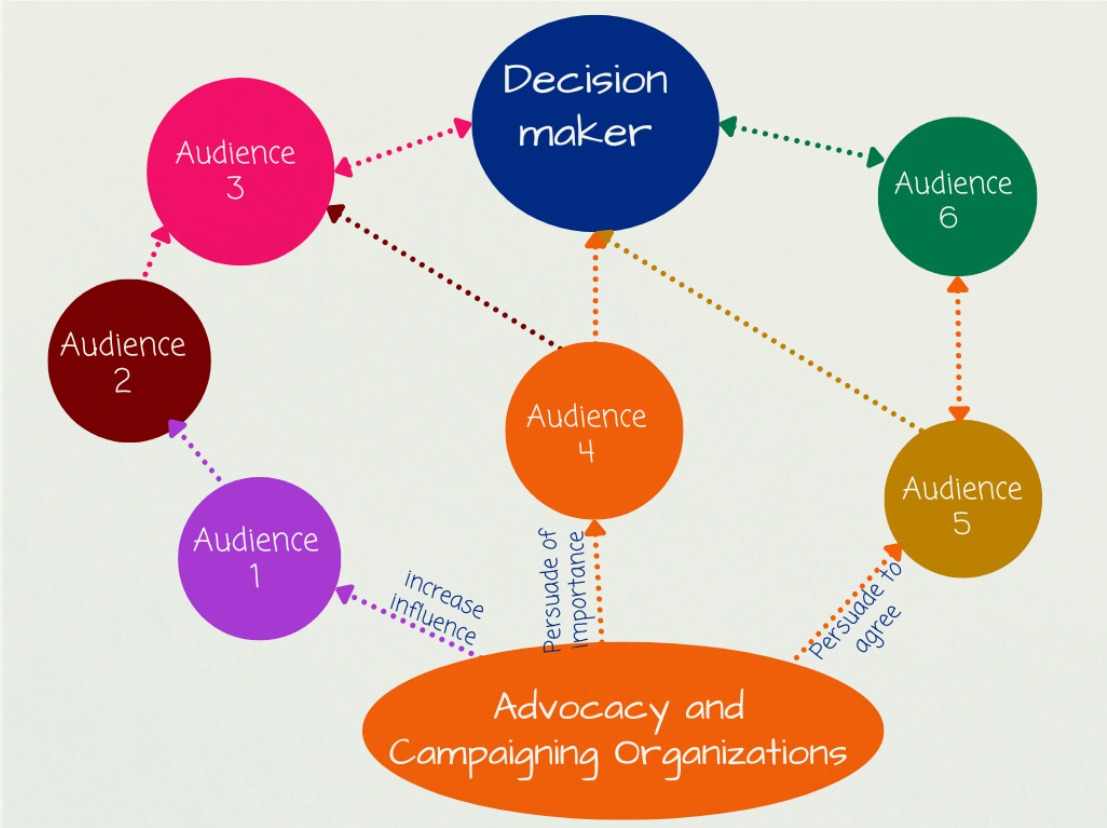 Decision
maker
Audience
3
Audience
6
Audience
2
Audience
4
Audience
5
Audience
1
increase
influence
Persuade of
importance
Persuade to
agree
Advocacy and
Campaigning Organizations